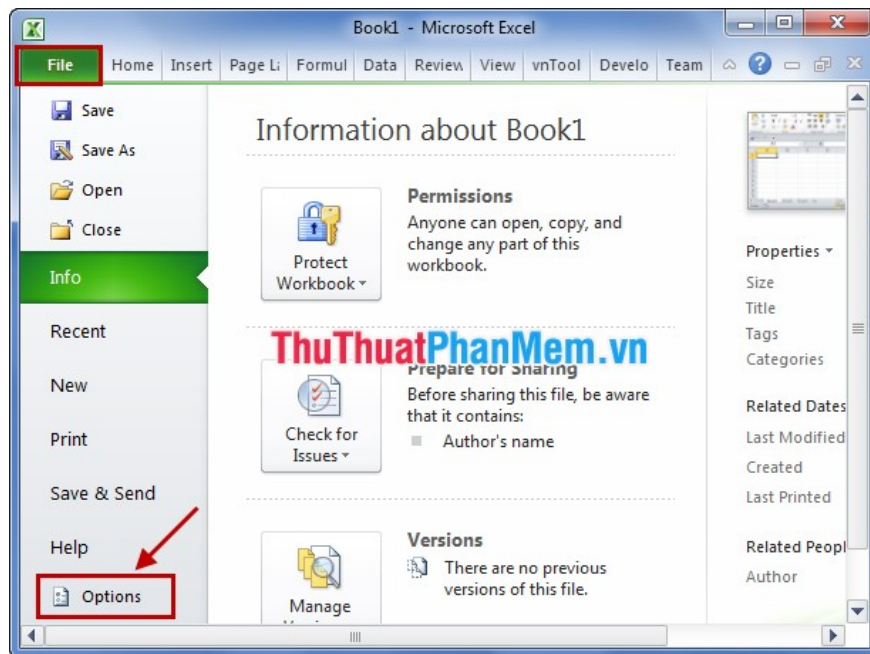 Book1 - Microsoft Excel
File Home Insert Page La Formul Data Review View vnTool Develo Team
Save
Save As
Open
Close
Info
Recent
New
Print
Save & Send
Help
Options
Information about Book1
Protect
Workbook
Permissions
Anyone can open, copy, and
change any part of this
workbook.
ThuThuatPhanMem.vn
Check for
Issues
Prepare for Sharing
Before sharing this file, be aware
that it contains:
Author's name
Manage
Versions
There are no previous
versions of this file.
Properties
Size
Title
Tags
Categories
Related Dates
Last Modified
Created
Last Printed
Related Peopl
Author